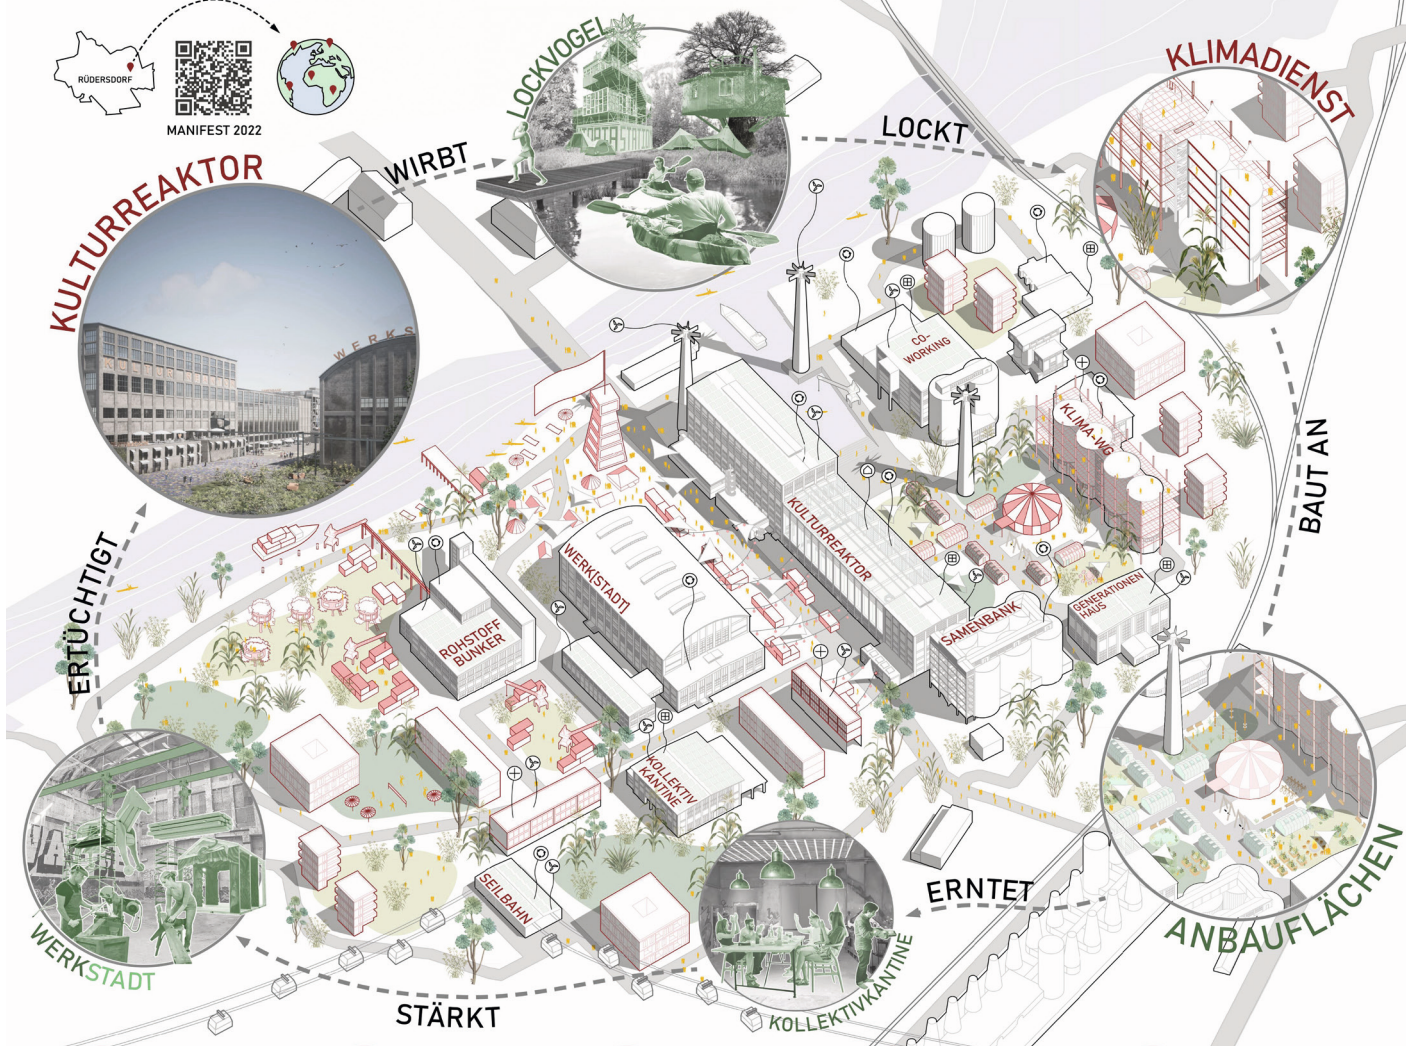 RÜDERSDORF
MANIFEST 2022
KULTURREAKTOR
WIRBT
LOCKVOGEL
LOCKT
KLIMADIENST
BAUT AN
ANBAUFLÄCHEN
ERNTET
KOLLEKTIVKANTINE
STÄRKT
WERKSTADT
ERTÜCHTIGT
WERKS
CO-
WORKING
KLIMA-WG
KULTURREAKTOR
WERK[STADT]
ROHSTOFF
BUNKER
SAMENBANK
GENERATIONEN
HAUS
KOLLEKTIV
KANTINE
SEILBAHN